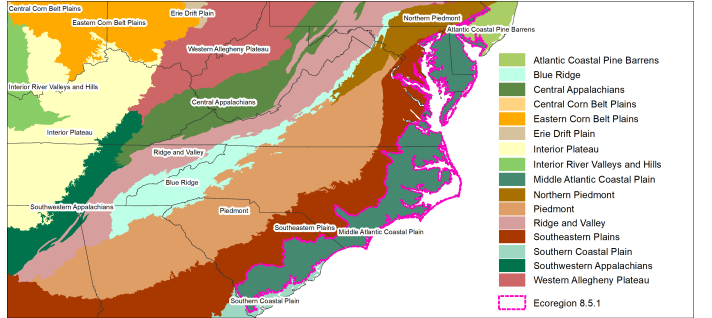 Central Corn Belt Plains
Erie Drift Plain
Eastern Corn Belt Plains
Northern Piedmont
Atlantic Coastal Pine Barrens
Western Allegheny Plateau
Interior River Valleys and Hills
Central Appalachians
Interior Plateau
Ridge and Valley
Blue Ridge
Southwestern Appalachians
Piedmont
Southeastern Plains
Middle Atlantic Coastal Plain
Southern Coastal Plain
Atlantic Coastal Pine Barrens
Blue Ridge
Central Appalachians
Central Corn Belt Plains
Eastern Corn Belt Plains
Erie Drift Plain
Interior Plateau
Interior River Valleys and Hills
Middle Atlantic Coastal Plain
Northern Piedmont
Piedmont
Ridge and Valley
Southeastern Plains
Southern Coastal Plain
Southwestern Appalachians
Western Allegheny Plateau
Ecoregion 8.5.1